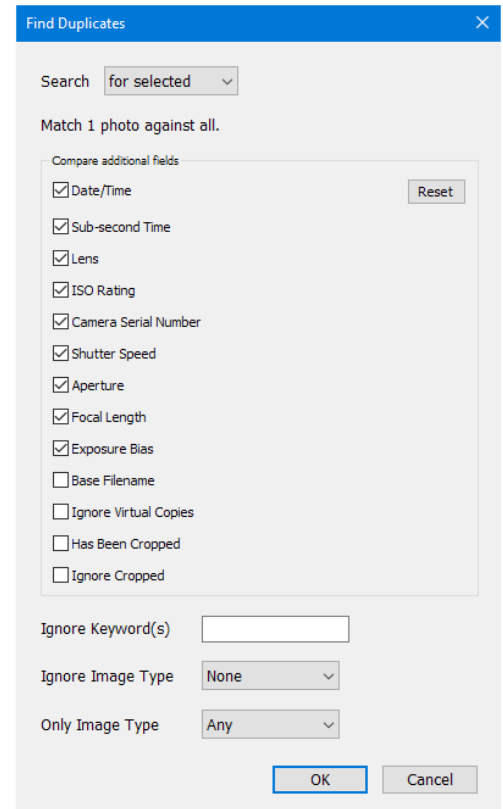 Find Duplicates
Search for selected
Match 1 photo against all.
Compare additional fields
Date/Time Reset
Sub-second Time
Lens
ISO Rating
Camera Serial Number
Shutter Speed
Aperture
Focal Length
Exposure Bias
Base Filename
Ignore Virtual Copies
Has Been Cropped
Ignore Cropped
Ignore Keyword(s)
Ignore Image Type None
Only Image Type Any
OK Cancel